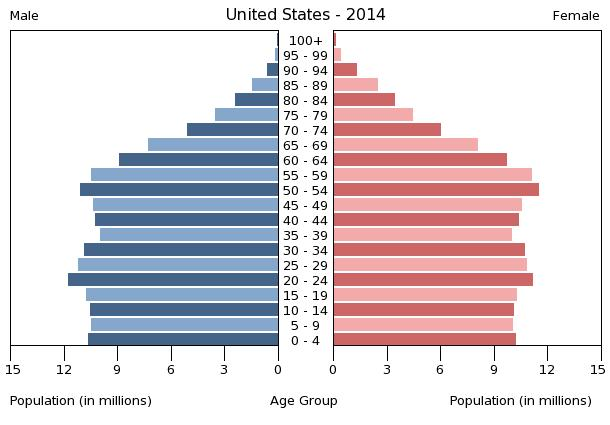 United States - 2014
Male Female
100+
95 - 99
90 - 94
85 - 89
80 - 84
75 - 79
70 - 74
65 - 69
60 - 64
55 - 59
50 - 54
45 - 49
40 - 44
35 - 39
30 - 34
25 - 29
20 - 24
15 - 19
10 - 14
5 - 9
0 - 4
15 12 9 6 3 0 0 3 6 9 12 15
Population (in millions) Age Group Population (in millions)